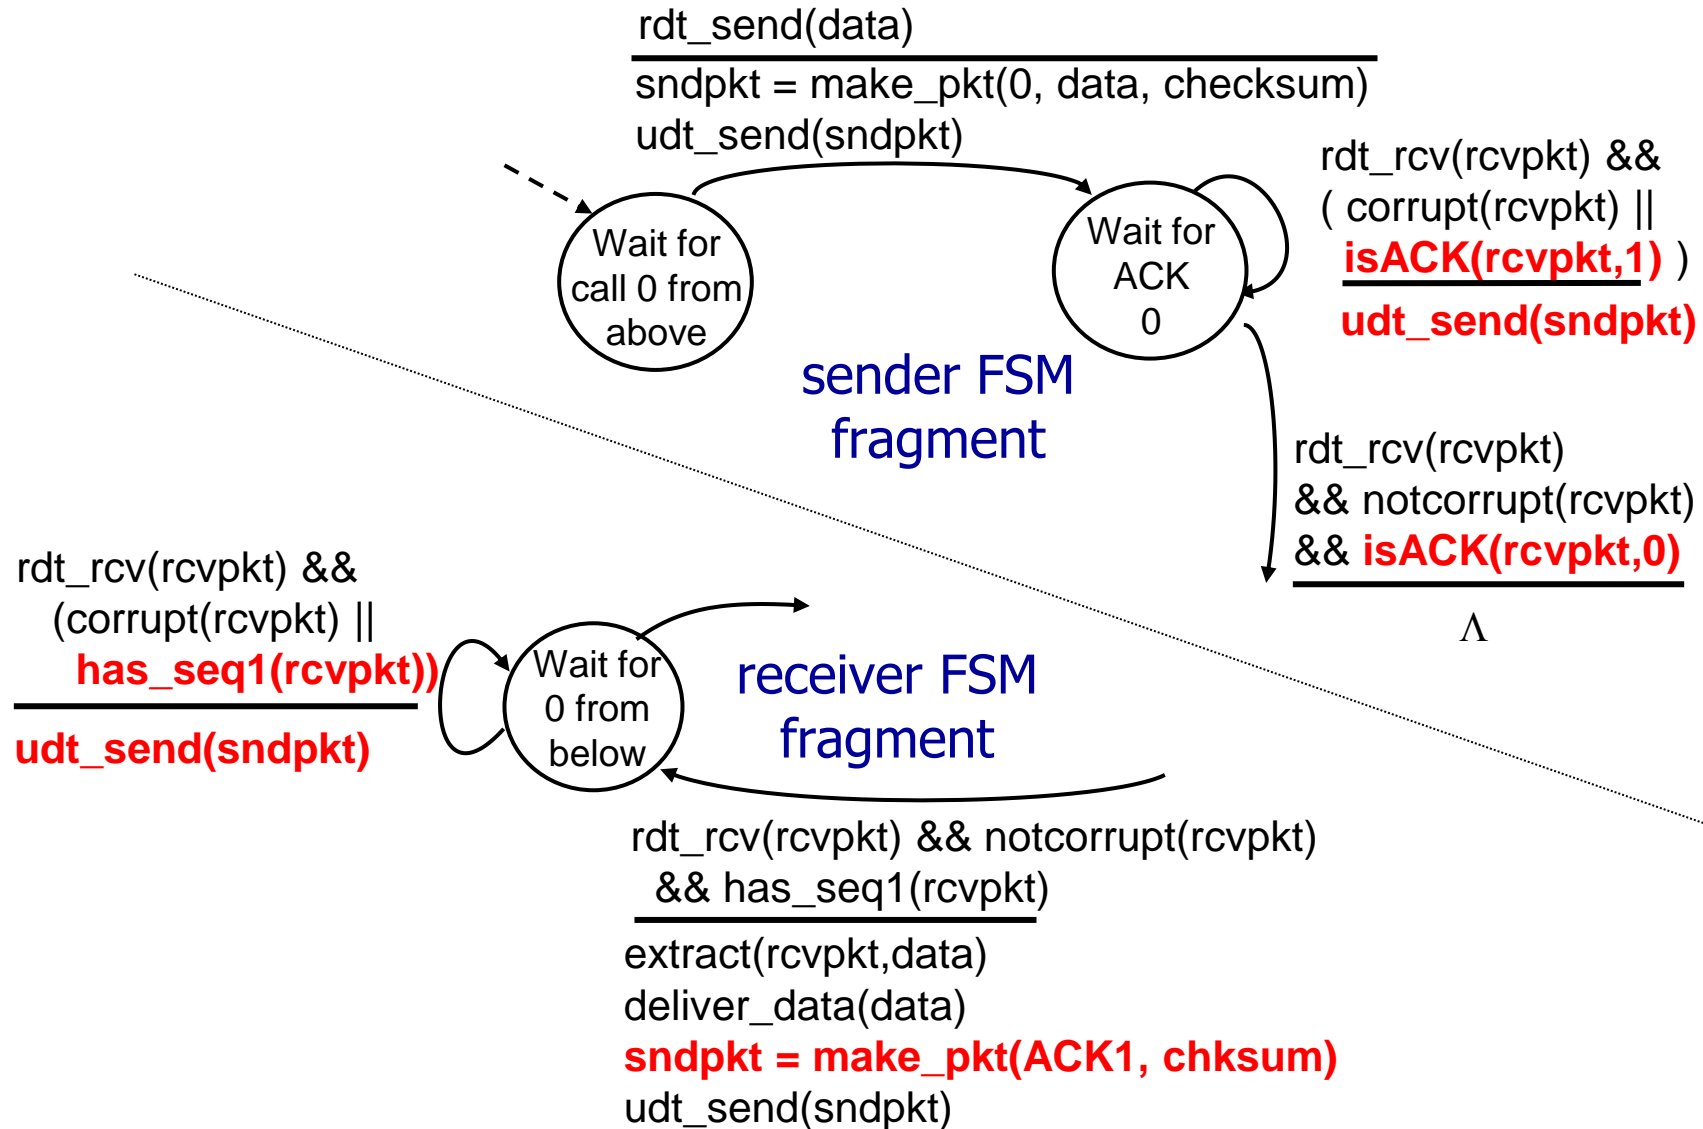 rdt_send(data)
sndpkt = make_pkt(0, data, checksum)
udt_send(sndpkt)
Wait for
call 0 from
above
Wait for
ACK
0
rdt_rcv(rcvpkt) &&
( corrupt(rcvpkt) ||
isACK(rcvpkt,1) )
udt_send(sndpkt)
sender FSM
fragment
rdt_rcv(rcvpkt)
&& notcorrupt(rcvpkt)
&& isACK(rcvpkt,0)
Λ
rdt_rcv(rcvpkt) &&
(corrupt(rcvpkt) ||
has_seq1(rcvpkt))
udt_send(sndpkt)
Wait for
0 from
below
receiver FSM
fragment
rdt_rcv(rcvpkt) && notcorrupt(rcvpkt)
&& has_seq1(rcvpkt)
extract(rcvpkt,data)
deliver_data(data)
sndpkt = make_pkt(ACK1, chksum)
udt_send(sndpkt)